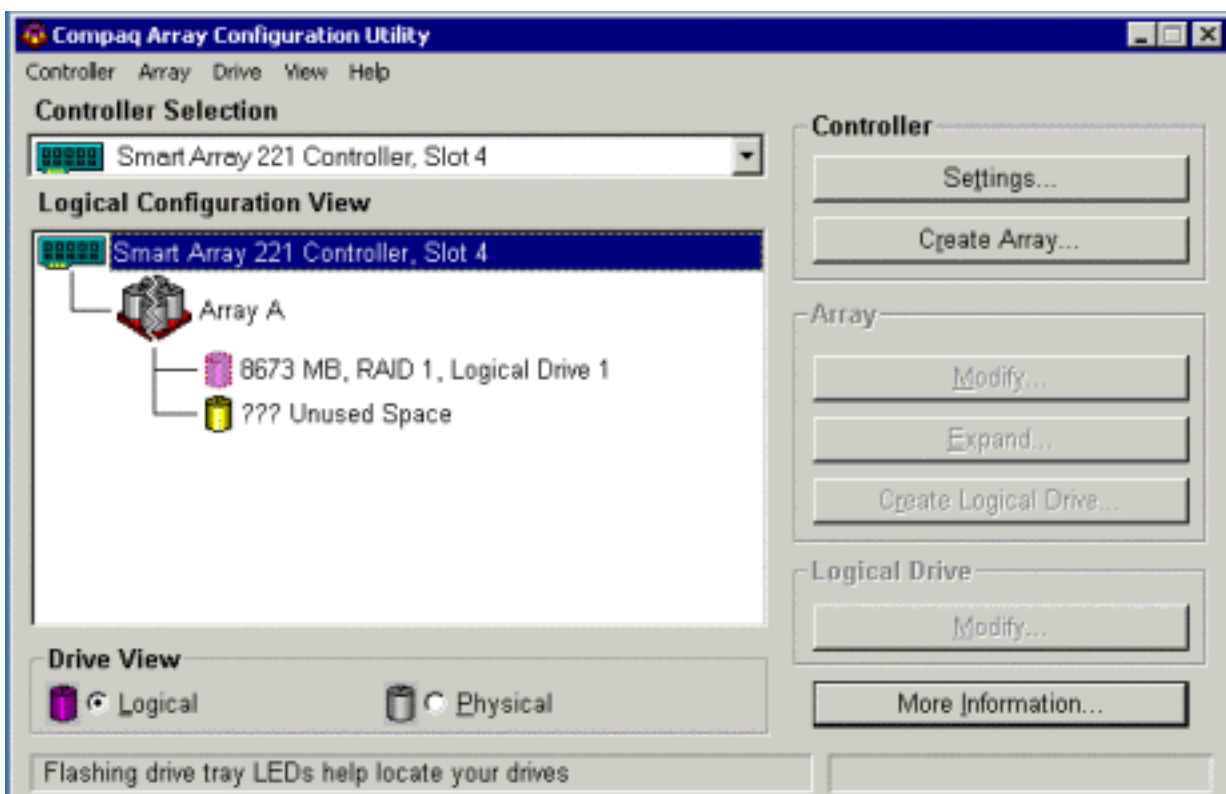 Compaq Array Configuration Utility
Controller Array Drive View Help
Controller Selection
Smart Array 221 Controller, Slot 4
Logical Configuration View
Smart Array 221 Controller, Slot 4
Array A
8673 MB, RAID 1, Logical Drive 1
??? Unused Space
Drive View
Logical
Physical
Controller
Settings...
Create Array...
Array
Modify...
Expand...
Create Logical Drive...
Logical Drive
Modify...
More Information...
Flashing drive tray LEDs help locate your drives